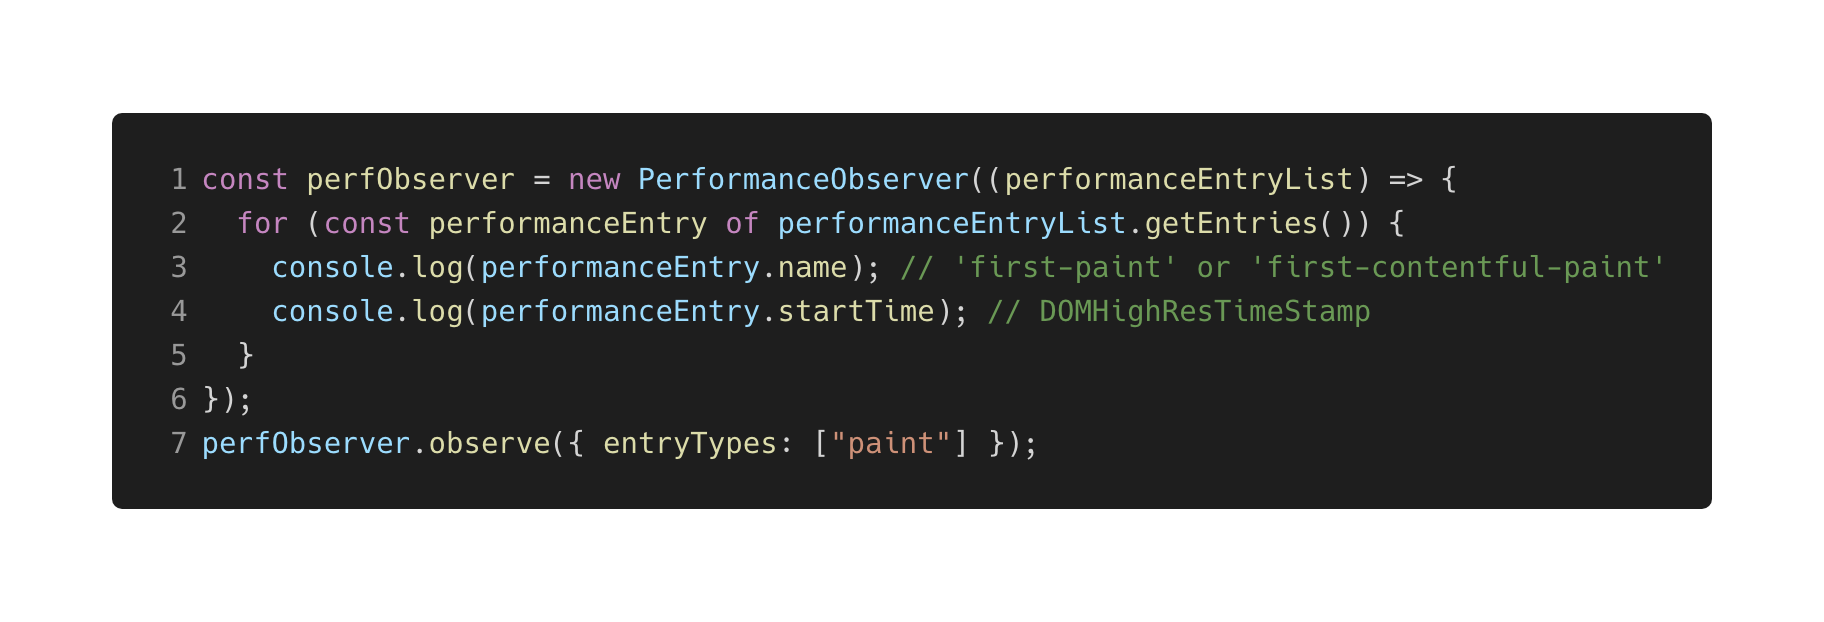 1 const perfObserver = new PerformanceObserver((performanceEntryList) => {
2   for (const performanceEntry of performanceEntryList.getEntries()) {
3     console.log(performanceEntry.name); // 'first-paint' or 'first-contentful-paint'
4     console.log(performanceEntry.startTime); // DOMHighResTimeStamp
5   }
6 });
7 perfObserver.observe({ entryTypes: ["paint"] });